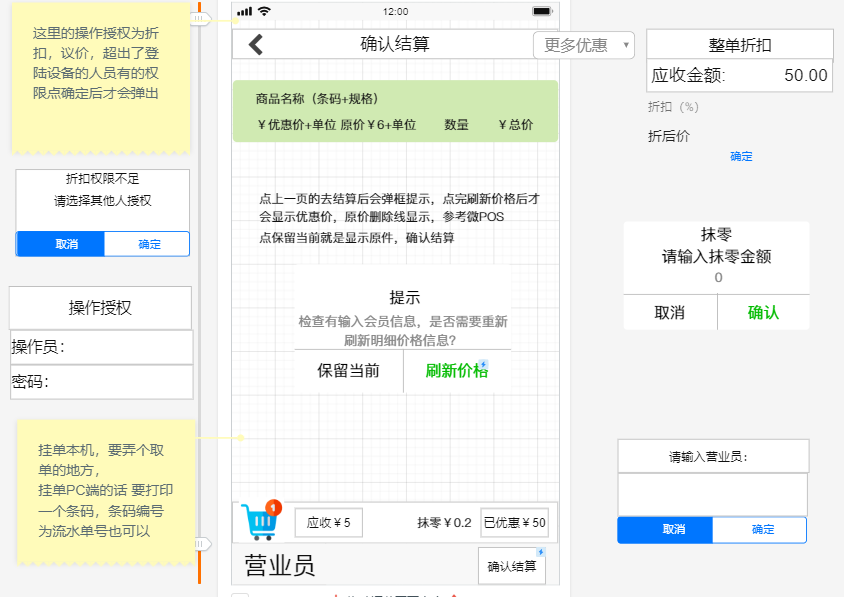 这里的操作授权为折
扣，议价，超出了登
陆设备的人员有的权
限点确定后才会弹出
折扣权限不足
请选择其他人授权
取消
确定
操作授权
操作员：
密码：
挂单本机，要弄个取
单的地方，
挂单PC端的话 要打印
一个条码，条码编号
为流水单号也可以
12:00
确认结算
更多优惠
商品名称（条码+规格）
￥优惠价+单位 原价￥6+单位 数量 ￥总价
点上一页的去结算后会弹框提示，点完刷新价格后才
会显示优惠价，原价删除线显示，参考微POS
点保留当前就是显示原件，确认结算
提示
检查有输入会员信息，是否需要重新
刷新明细价格信息?
保留当前
刷新价格
1
应收￥5
抹零￥0.2
已优惠￥50
营业员
确认结算
整单折扣
应收金额: 50.00
折扣（%）
折后价
确定
抹零
请输入抹零金额
0
取消
确认
请输入营业员：
取消
确定